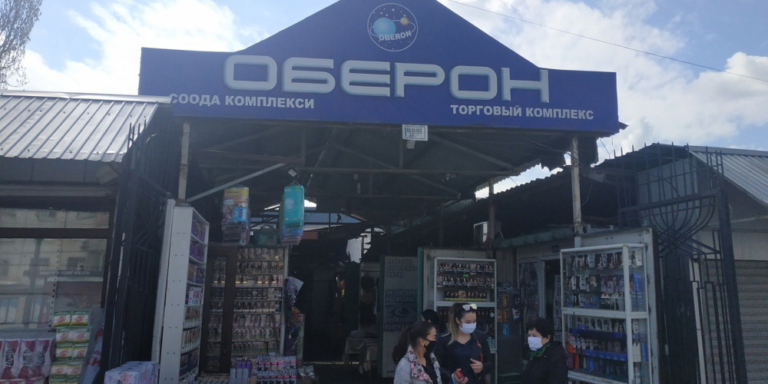 OBERON
ОБЕРОН
СООДА КОМПЛЕКСИ
ТОРГОВЫЙ КОМПЛЕКС